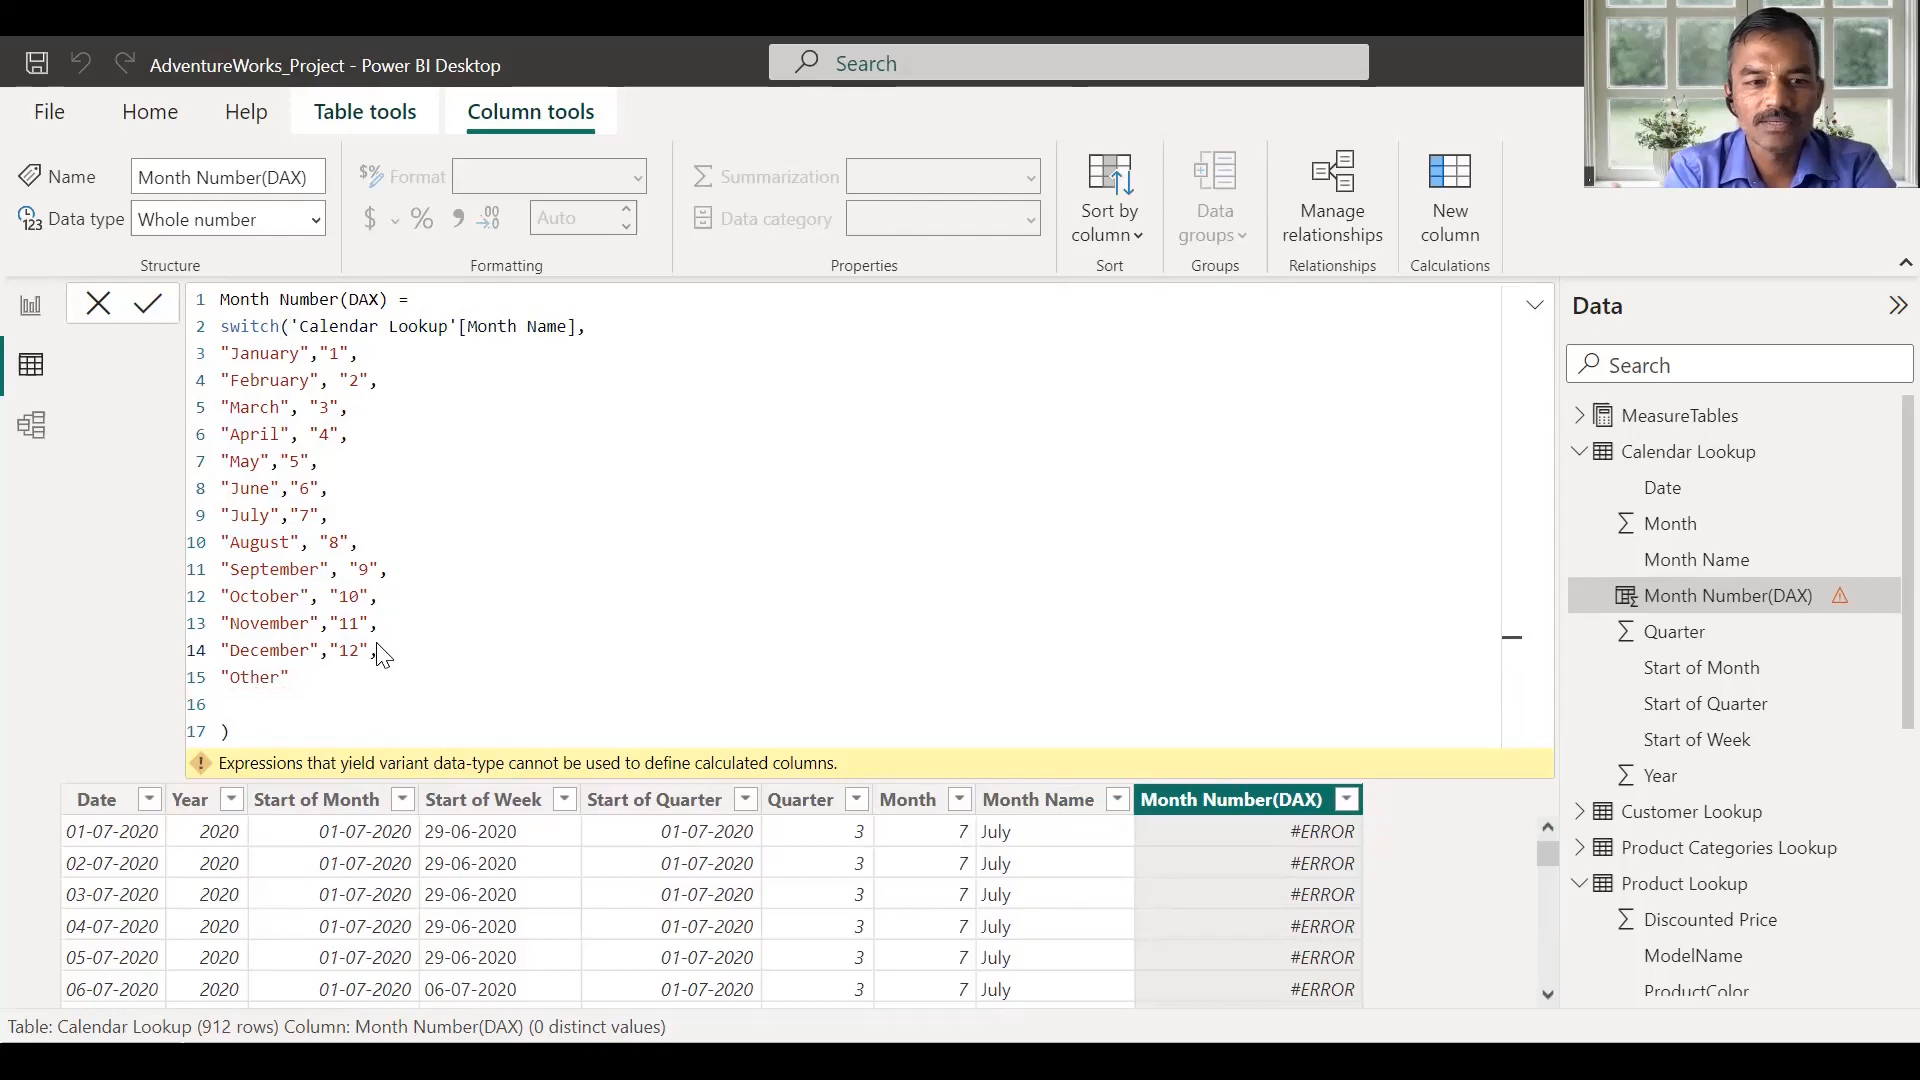 AdventureWorks_Project - Power BI Desktop
Search
File Home Help Table tools Column tools
Name Month Number(DAX)
Data type Whole number
Structure
$% Format
$ % 9 .00 Auto
Formatting
Summarization
Data category
Properties
Sort by column
Sort
Data groups
Groups
Manage relationships
Relationships
New column
Calculations
1 Month Number(DAX) =
2 switch('Calendar Lookup'[Month Name],
3 "January","1",
4 "February", "2",
5 "March", "3",
6 "April", "4",
7 "May","5",
8 "June","6",
9 "July","7",
10 "August", "8",
11 "September", "9",
12 "October", "10",
13 "November","11",
14 "December","12",
15 "Other"
16
17 )
Expressions that yield variant data-type cannot be used to define calculated columns.
Date Year Start of Month Start of Week Start of Quarter Quarter Month Month Name Month Number(DAX)
01-07-2020 2020 01-07-2020 29-06-2020 01-07-2020 3 7 July #ERROR
02-07-2020 2020 01-07-2020 29-06-2020 01-07-2020 3 7 July #ERROR
03-07-2020 2020 01-07-2020 29-06-2020 01-07-2020 3 7 July #ERROR
04-07-2020 2020 01-07-2020 29-06-2020 01-07-2020 3 7 July #ERROR
05-07-2020 2020 01-07-2020 29-06-2020 01-07-2020 3 7 July #ERROR
06-07-2020 2020 01-07-2020 06-07-2020 01-07-2020 3 7 July #ERROR
Table: Calendar Lookup (912 rows) Column: Month Number(DAX) (0 distinct values)
Data
Search
MeasureTables
Calendar Lookup
Date
Month
Month Name
Month Number(DAX)
Quarter
Start of Month
Start of Quarter
Start of Week
Year
Customer Lookup
Product Categories Lookup
Product Lookup
Discounted Price
ModelName
ProductColor